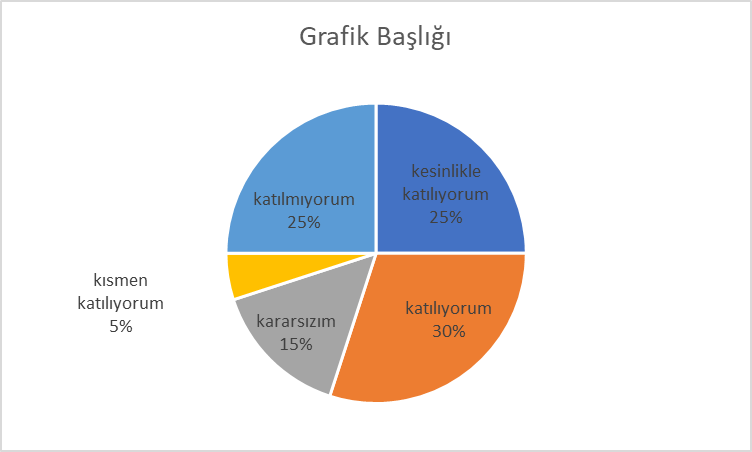 Grafik Başlığı
kesinlikle
katılıyorum
25%
katılıyorum
30%
kararsızım
15%
kısmen
katılıyorum
5%
katılmıyorum
25%